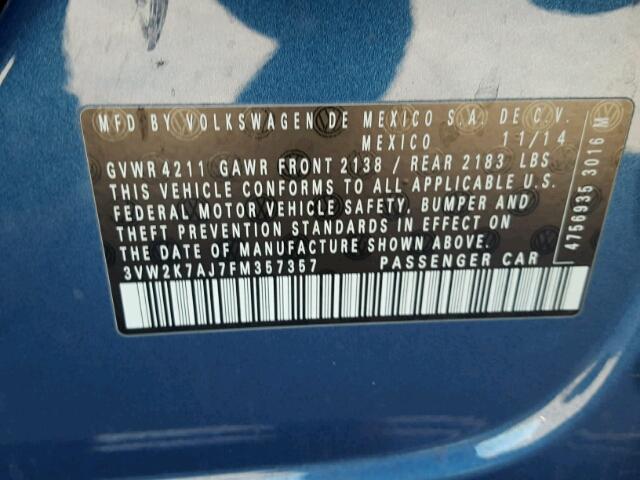 MFD BY VOLKSWAGEN DE MEXICO S.A. DE C.V.
MEXICO 11/14
GVWR 4211 GAWR FRONT 2138 / REAR 2183 LBS
THIS VEHICLE CONFORMS TO ALL APPLICABLE U.S.
FEDERAL MOTOR VEHICLE SAFETY, BUMPER AND
THEFT PREVENTION STANDARDS IN EFFECT ON
THE DATE OF MANUFACTURE SHOWN ABOVE.
3VW2K7AJ7FM357357 PASSENGER CAR
4756935 3016 M